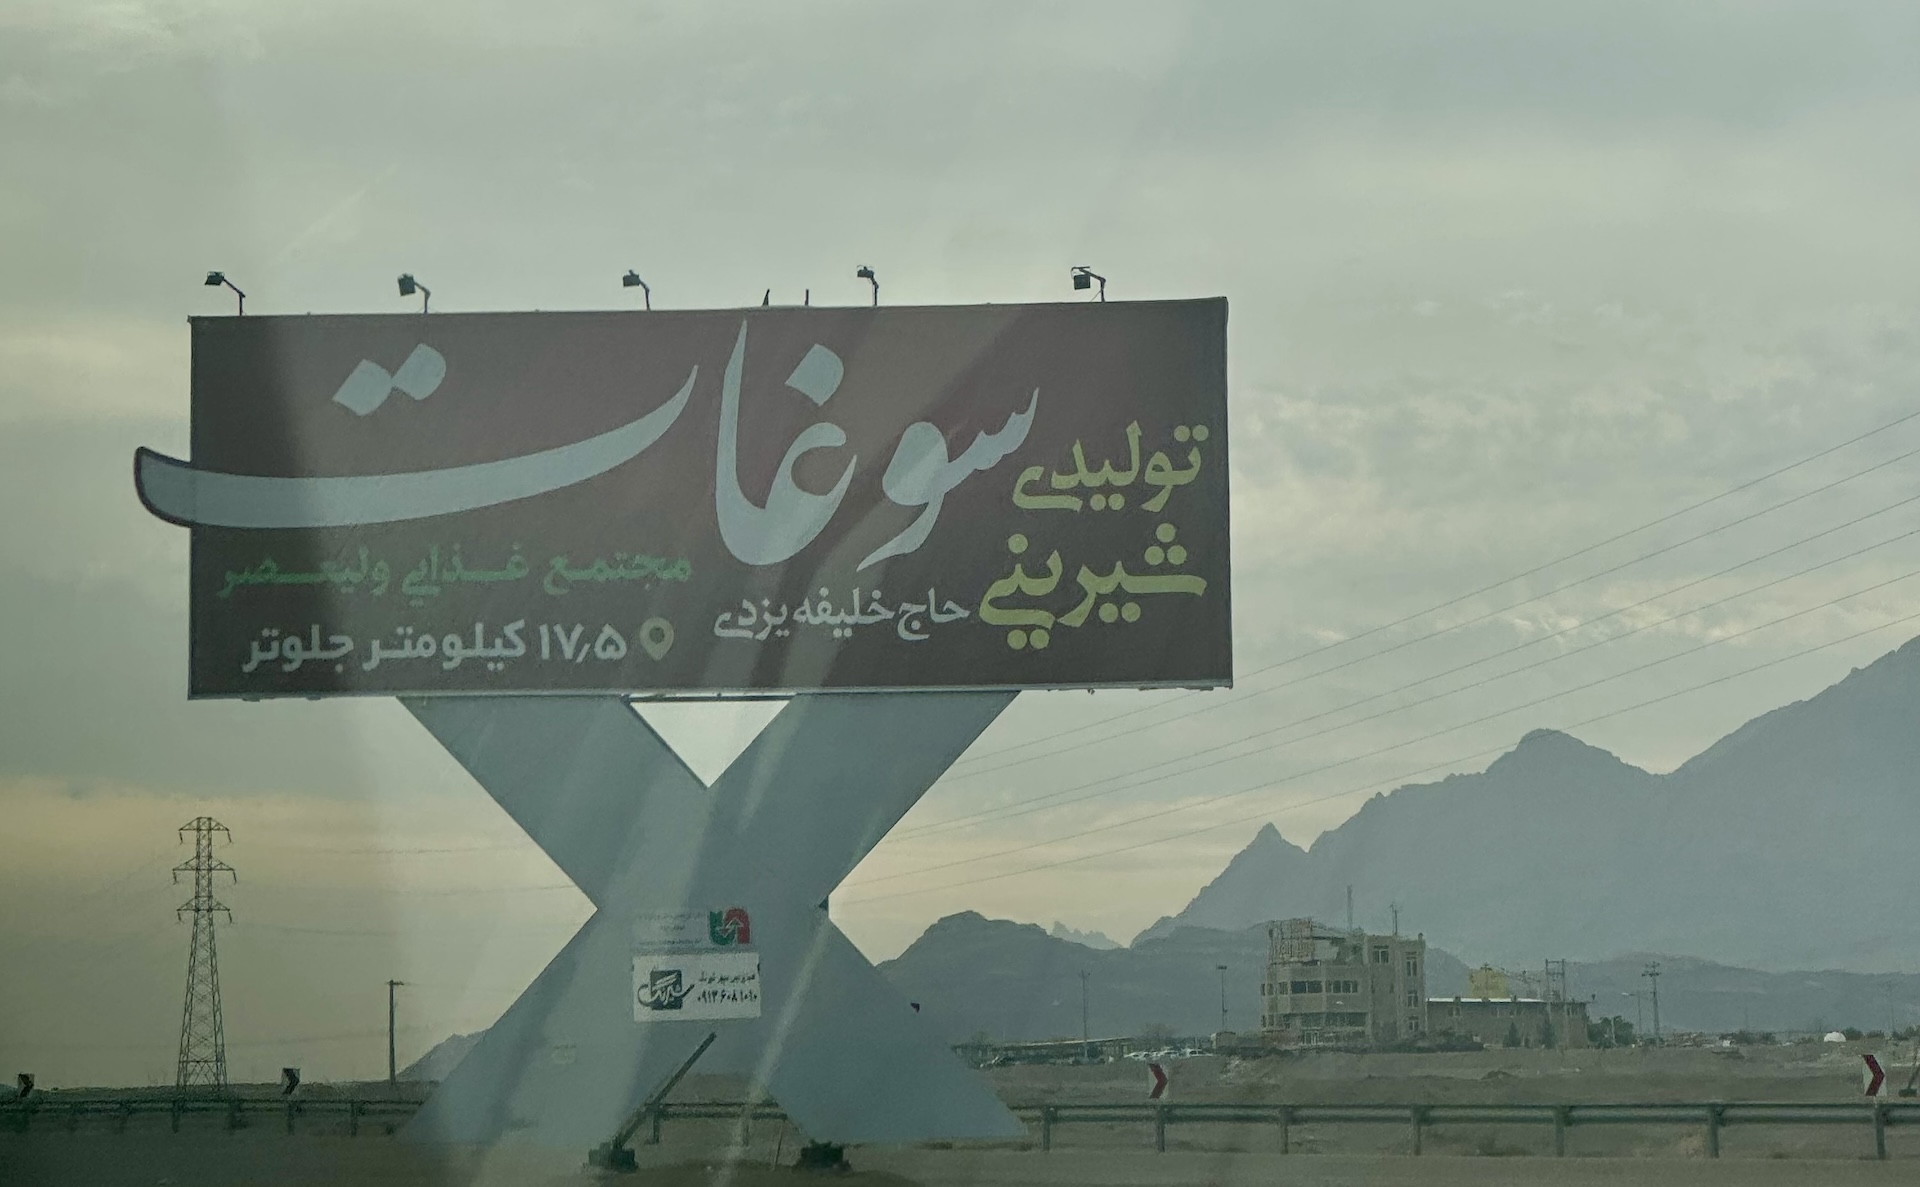 سوغات
تولیدی
شیرینی
حاج خلیفه یزدی
مجتمع غذایی ولیعصر
۱۷٫۵ کیلومتر جلوتر